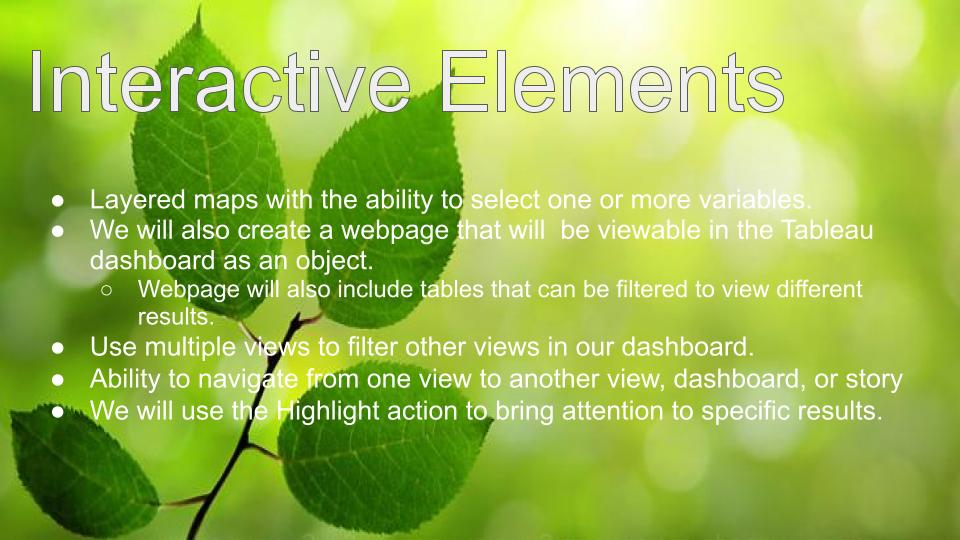 Interactive Elements
● Layered maps with the ability to select one or more variables.
● We will also create a webpage that will  be viewable in the Tableau
dashboard as an object.
○ Webpage will also include tables that can be filtered to view different
results.
● Use multiple views to filter other views in our dashboard.
● Ability to navigate from one view to another view, dashboard, or story
● We will use the Highlight action to bring attention to specific results.